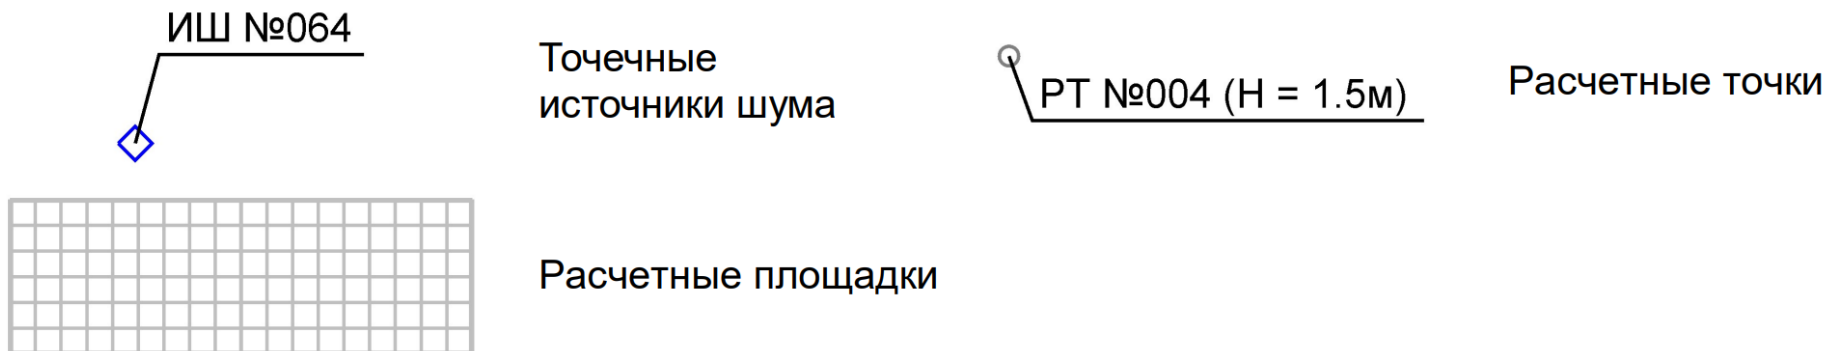 ИШ №064
Точечные
источники шума
РТ №004 (Н = 1.5м)
Расчетные точки
Расчетные площадки